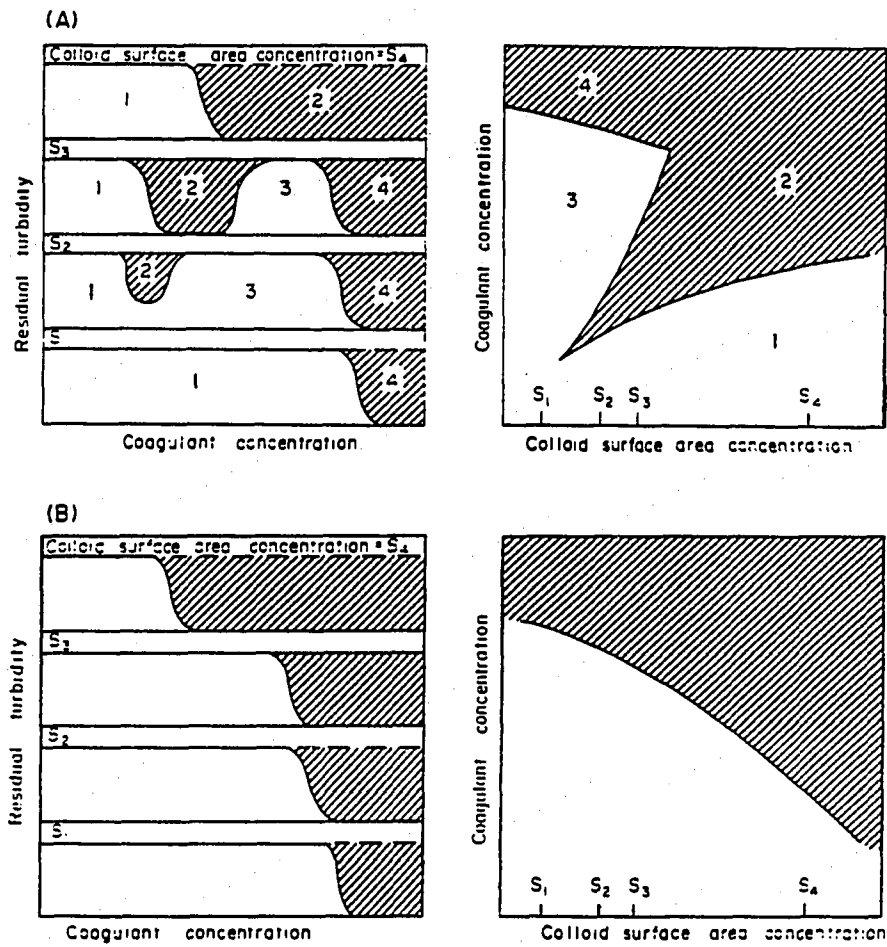 (A)
Colloid surface area concentration=S4
1
2
S3
1
2
3
4
S2
1
2
3
4
S
1
4
Residual turbidity
Coagulant concentration
4
2
3
1
S1 S2 S3 S4
Coagulant concentration
Colloid surface area concentration
(B)
Colloid surface area concentration=S4
S3
S2
S
Residual turbidity
Coagulant concentration
S1 S2 S3 S4
Coagulant concentration
Colloid surface area concentration